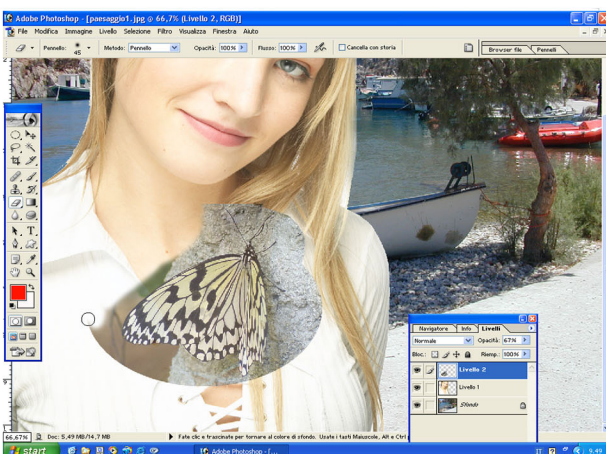 Adobe Photoshop - [paesaggio1.jpg @ 66,7% (Livello 2, RGB)]
File Modifica Immagine Livello Selezione Filtro Visualizza Finestra Aiuto
Pennello: 45 Metodo: Pennello Opacità: 100% Flusso: 100% Cancella con storia Browser file Pennelli
Navigatore Info Livelli
Normale Opacità: 67%
Bloc.: Riemp.: 100%
Livello 2
Livello 1
Sfondo
66,67% Doc: 5,49 MB/14,7 MB Fate clic e trascinate per tornare al colore di sfondo. Usate i tasti Maiuscole, Alt e Ctrl
start Adobe Photoshop - [... IT 9.49